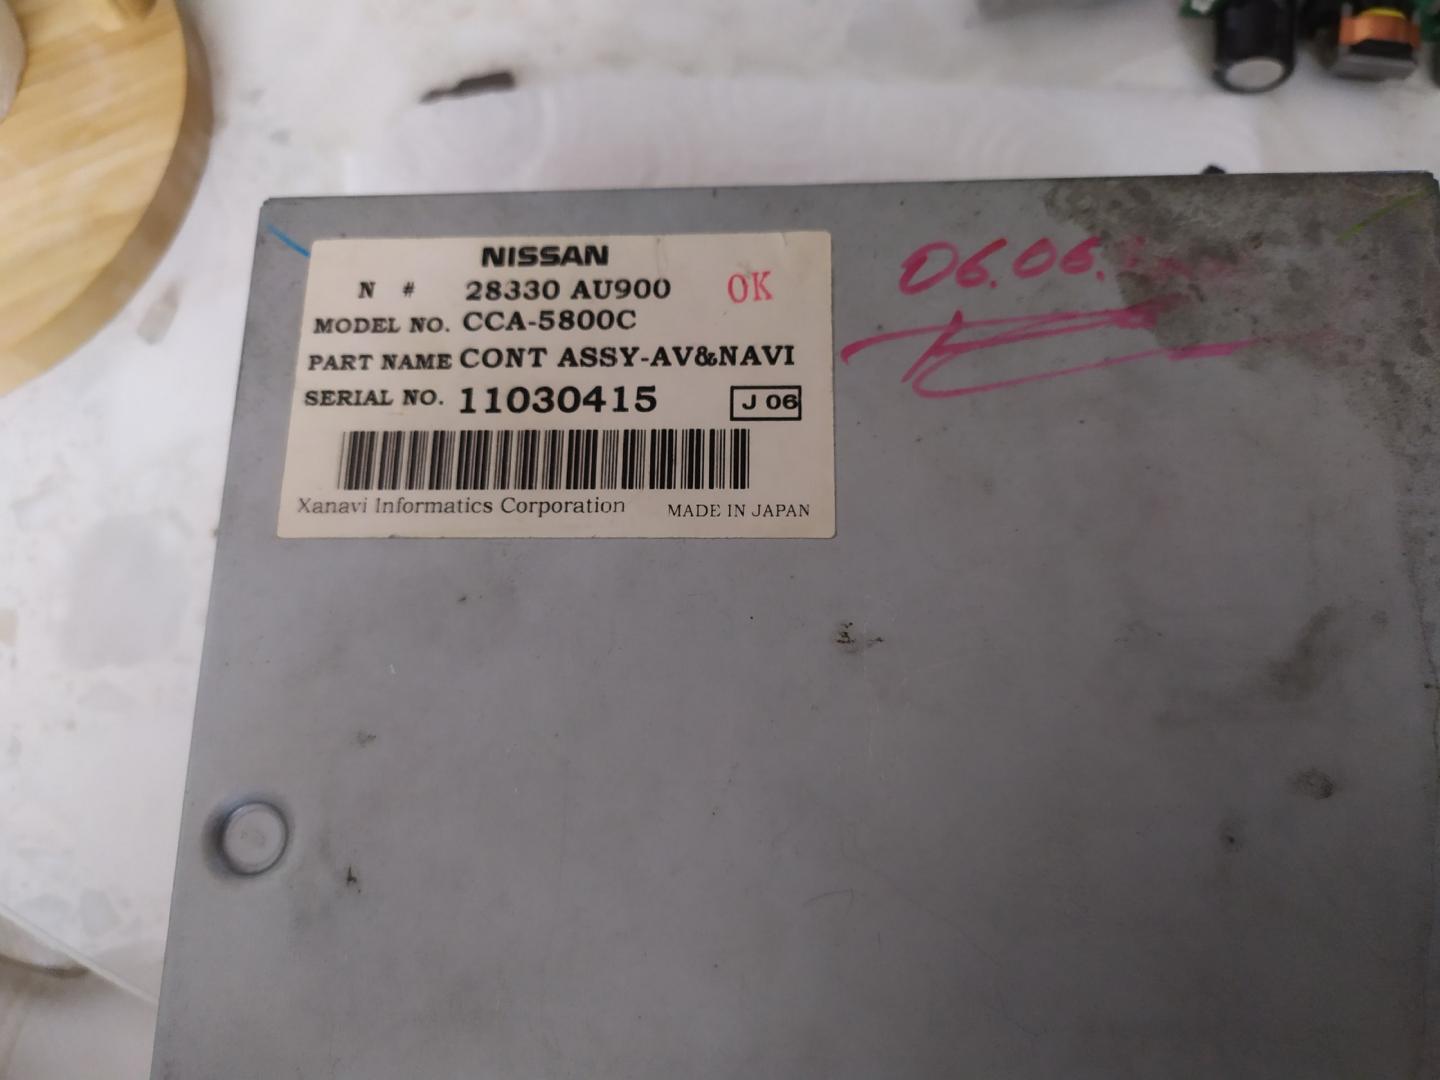 NISSAN
N # 28330 AU900 OK
MODEL NO. CCA-5800C
PART NAME CONT ASSY-AV&NAVI
SERIAL NO. 11030415 J 06
Xanavi Informatics Corporation MADE IN JAPAN
06.06.